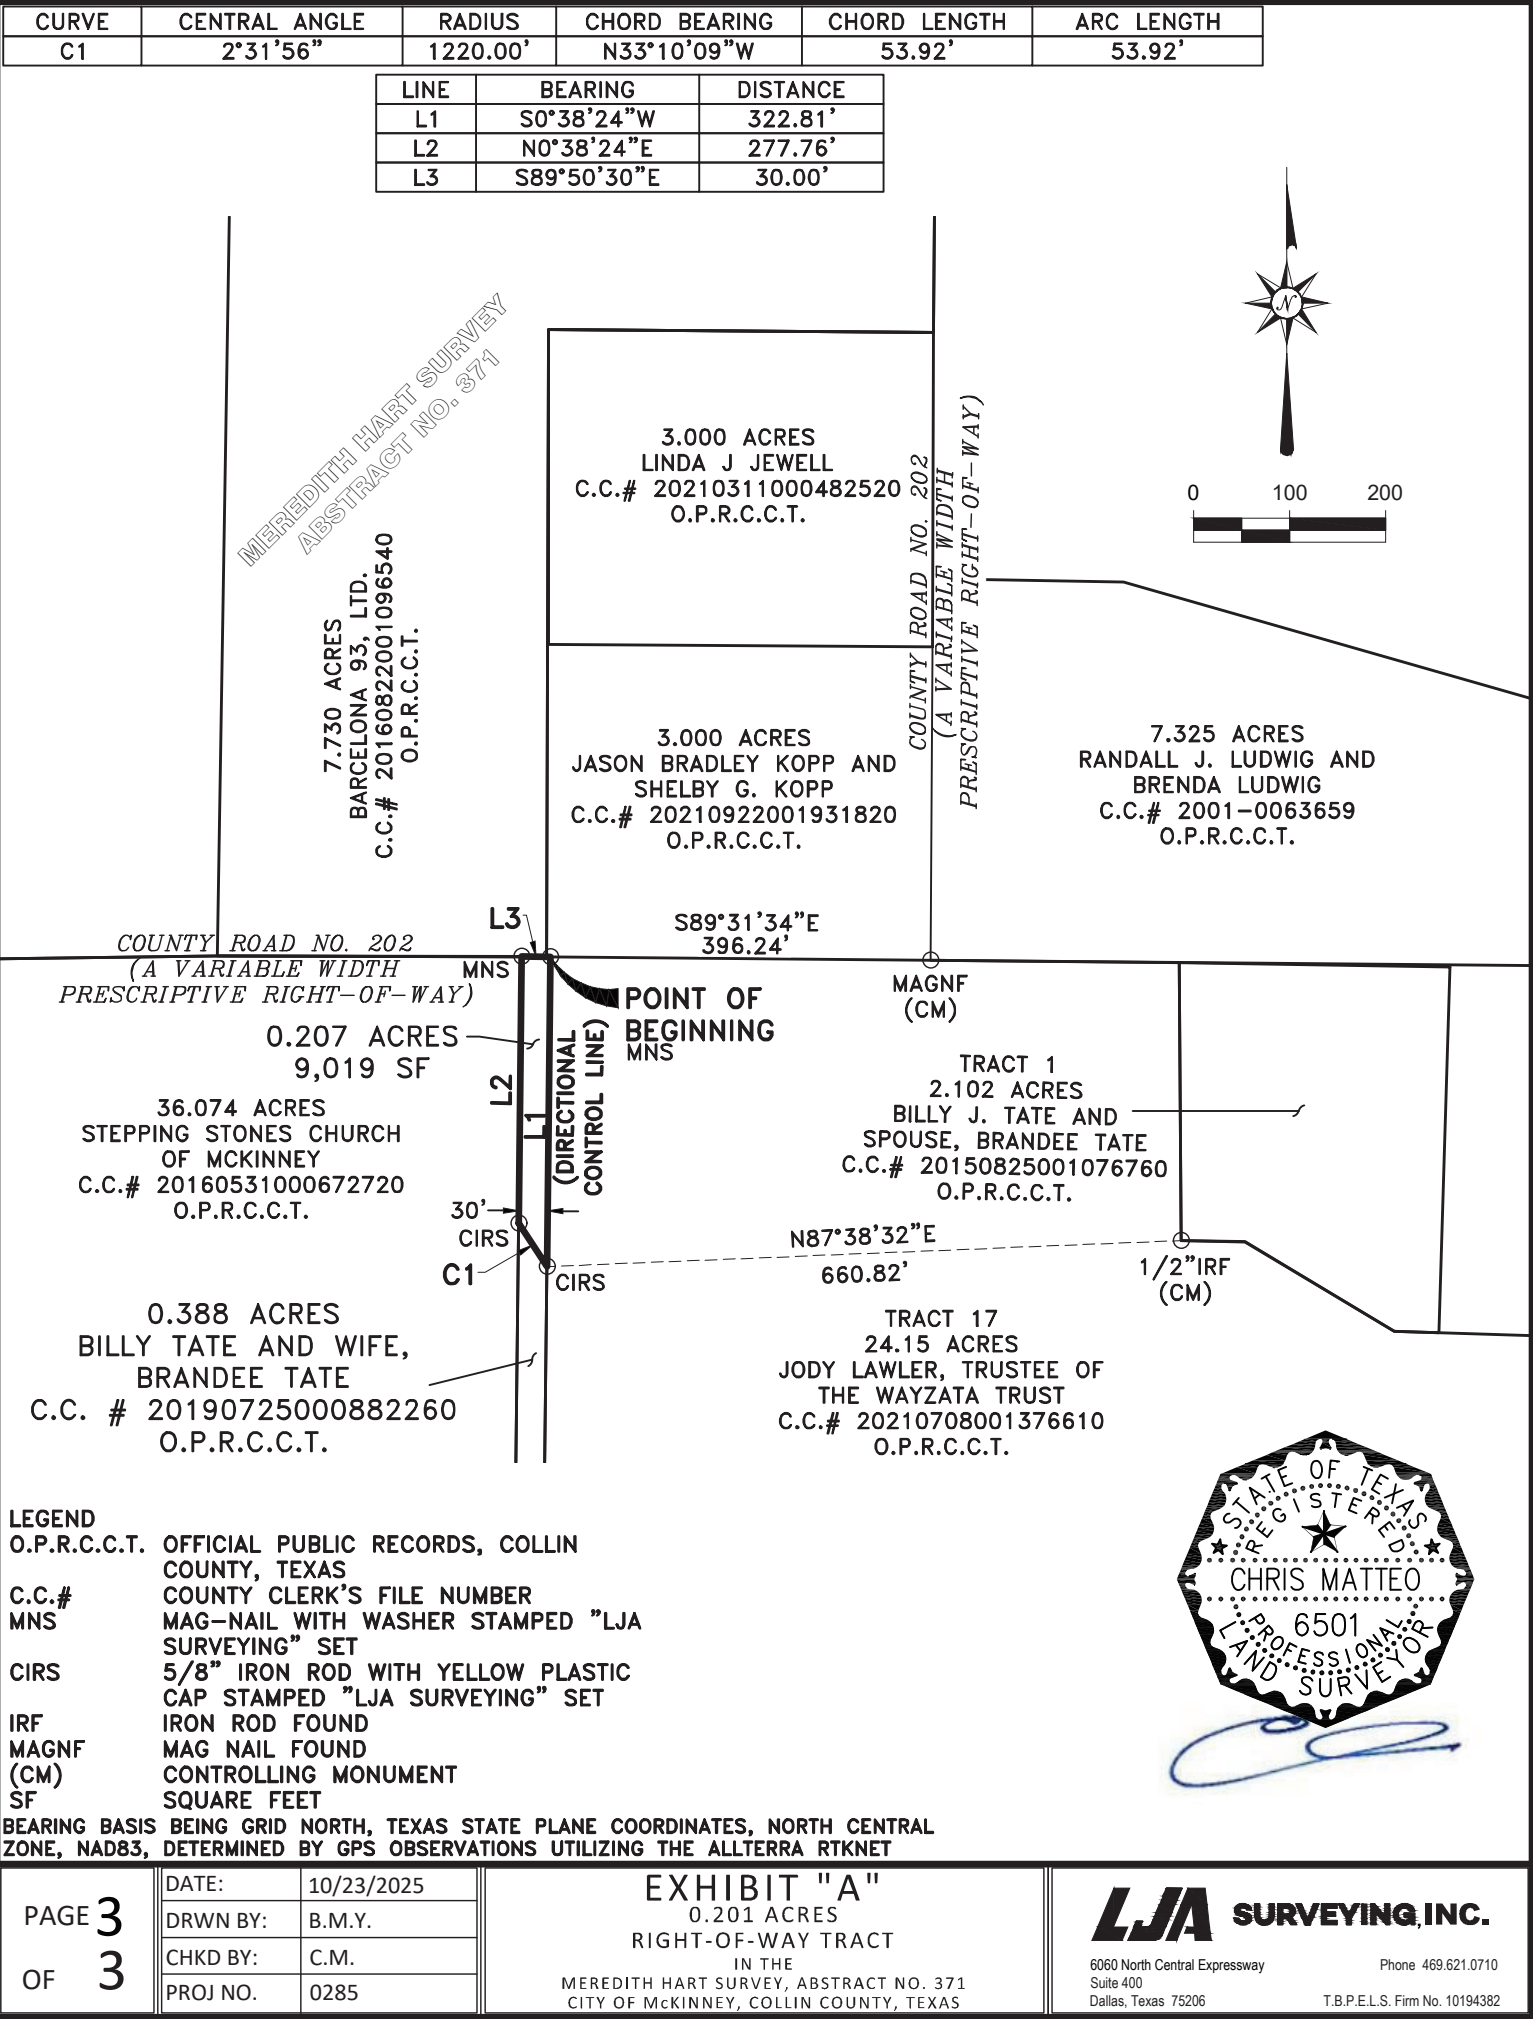 CURVE CENTRAL ANGLE RADIUS CHORD BEARING CHORD LENGTH ARC LENGTH
C1 2°31'56" 1220.00' N33°10'09"W 53.92' 53.92'
LINE BEARING DISTANCE
L1 S0°38'24"W 322.81'
L2 N0°38'24"E 277.76'
L3 S89°50'30"E 30.00'
N
0 100 200
MEREDITH HART SURVEY
ABSTRACT NO. 371
3.000 ACRES
LINDA J JEWELL
C.C.# 20210311000482520
O.P.R.C.C.T.
COUNTY ROAD NO. 202
(A VARIABLE WIDTH
PRESCRIPTIVE RIGHT-OF-WAY)
7.730 ACRES
BARCELONA 93, LTD.
C.C.# 20160822001096540
O.P.R.C.C.T.
3.000 ACRES
JASON BRADLEY KOPP AND
SHELBY G. KOPP
C.C.# 20210922001931820
O.P.R.C.C.T.
7.325 ACRES
RANDALL J. LUDWIG AND
BRENDA LUDWIG
C.C.# 2001-0063659
O.P.R.C.C.T.
L3
S89°31'34"E
396.24'
COUNTY ROAD NO. 202
(A VARIABLE WIDTH
PRESCRIPTIVE RIGHT-OF-WAY)
MNS
MAGNF
(CM)
POINT OF
BEGINNING
MNS
0.207 ACRES
9,019 SF
L2
L1
(DIRECTIONAL
CONTROL LINE)
36.074 ACRES
STEPPING STONES CHURCH
OF MCKINNEY
C.C.# 20160531000672720
O.P.R.C.C.T.
TRACT 1
2.102 ACRES
BILLY J. TATE AND
SPOUSE, BRANDEE TATE
C.C.# 20150825001076760
O.P.R.C.C.T.
30'
CIRS
C1
CIRS
N87°38'32"E
660.82'
1/2"IRF
(CM)
0.388 ACRES
BILLY TATE AND WIFE,
BRANDEE TATE
C.C. # 20190725000882260
O.P.R.C.C.T.
TRACT 17
24.15 ACRES
JODY LAWLER, TRUSTEE OF
THE WAYZATA TRUST
C.C.# 20210708001376610
O.P.R.C.C.T.
STATE OF TEXAS
REGISTERED
CHRIS MATTEO
6501
PROFESSIONAL
LAND SURVEYOR
LEGEND
O.P.R.C.C.T. OFFICIAL PUBLIC RECORDS, COLLIN
COUNTY, TEXAS
C.C.# COUNTY CLERK'S FILE NUMBER
MNS MAG-NAIL WITH WASHER STAMPED "LJA
SURVEYING" SET
CIRS 5/8" IRON ROD WITH YELLOW PLASTIC
CAP STAMPED "LJA SURVEYING" SET
IRF IRON ROD FOUND
MAGNF MAG NAIL FOUND
(CM) CONTROLLING MONUMENT
SF SQUARE FEET
BEARING BASIS BEING GRID NORTH, TEXAS STATE PLANE COORDINATES, NORTH CENTRAL
ZONE, NAD83, DETERMINED BY GPS OBSERVATIONS UTILIZING THE ALLTERRA RTKNET
PAGE 3
OF 3
DATE: 10/23/2025
DRWN BY: B.M.Y.
CHKD BY: C.M.
PROJ NO. 0285
EXHIBIT "A"
0.201 ACRES
RIGHT-OF-WAY TRACT
IN THE
MEREDITH HART SURVEY, ABSTRACT NO. 371
CITY OF McKINNEY, COLLIN COUNTY, TEXAS
LJA SURVEYING, INC.
6060 North Central Expressway Phone 469.621.0710
Suite 400
Dallas, Texas 75206 T.B.P.E.L.S. Firm No. 10194382